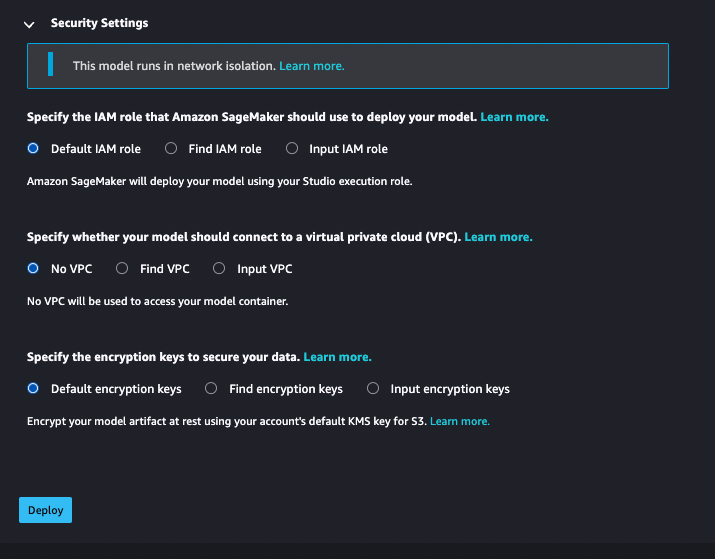 Security Settings
This model runs in network isolation. Learn more.
Specify the IAM role that Amazon SageMaker should use to deploy your model. Learn more.
Default IAM role Find IAM role Input IAM role
Amazon SageMaker will deploy your model using your Studio execution role.
Specify whether your model should connect to a virtual private cloud (VPC). Learn more.
No VPC Find VPC Input VPC
No VPC will be used to access your model container.
Specify the encryption keys to secure your data. Learn more.
Default encryption keys Find encryption keys Input encryption keys
Encrypt your model artifact at rest using your account's default KMS key for S3. Learn more.
Deploy